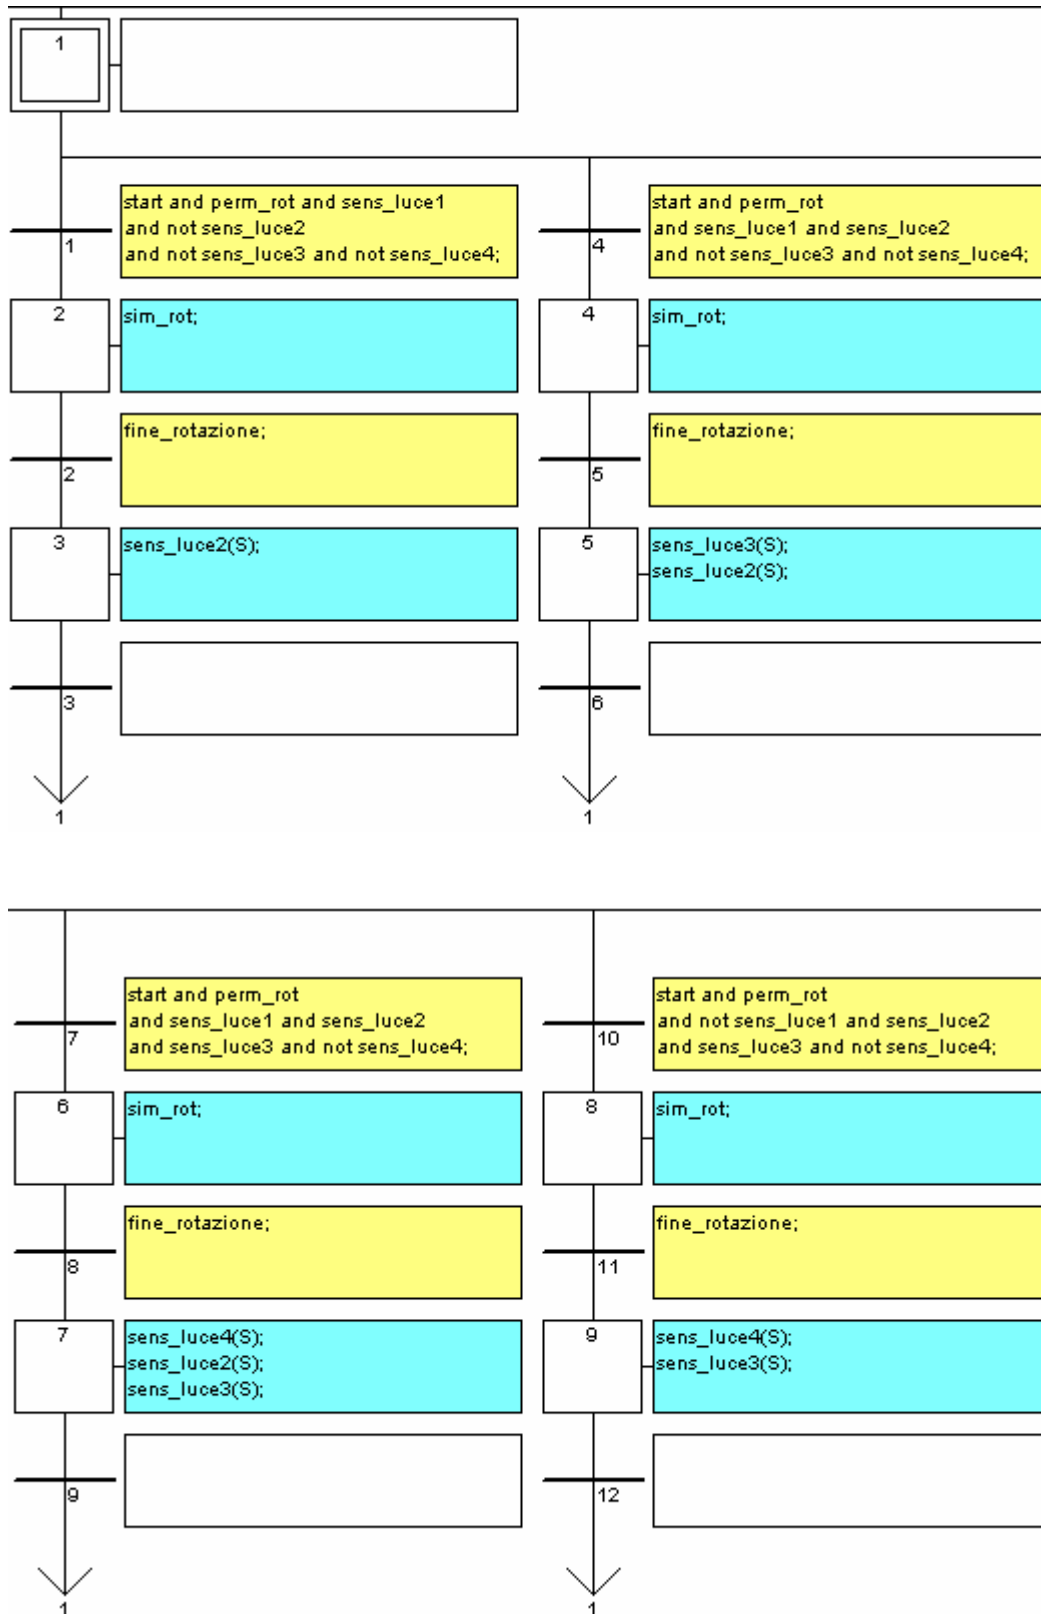 1
start and perm_rot and sens_luce1
and not sens_luce2
and not sens_luce3 and not sens_luce4;
1
start and perm_rot
and sens_luce1 and sens_luce2
and not sens_luce3 and not sens_luce4;
4
2
sim_rot;
4
sim_rot;
fine_rotazione;
2
fine_rotazione;
5
3
sens_luce2(S);
5
sens_luce3(S);
sens_luce2(S);
3
6
1
1
start and perm_rot
and sens_luce1 and sens_luce2
and sens_luce3 and not sens_luce4;
7
start and perm_rot
and not sens_luce1 and sens_luce2
and sens_luce3 and not sens_luce4;
10
6
sim_rot;
8
sim_rot;
fine_rotazione;
8
fine_rotazione;
11
7
sens_luce4(S);
sens_luce2(S);
sens_luce3(S);
9
sens_luce4(S);
sens_luce3(S);
9
12
1
1